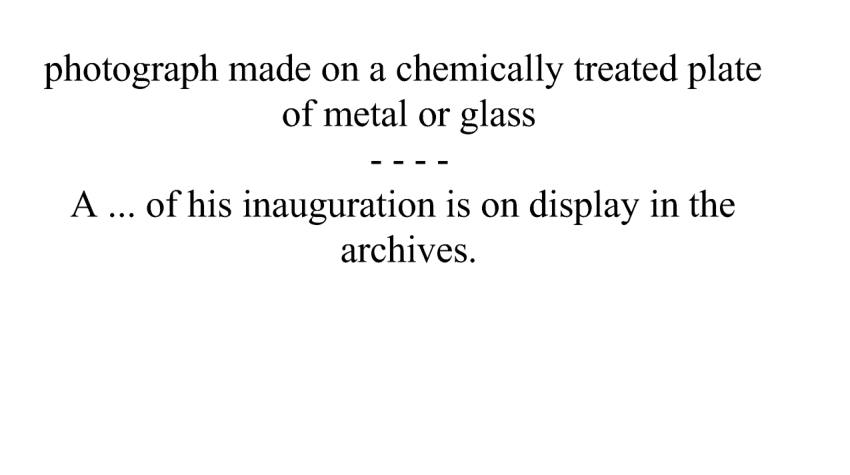 photograph made on a chemically treated plate
of metal or glass
- - - -
A ... of his inauguration is on display in the
archives.